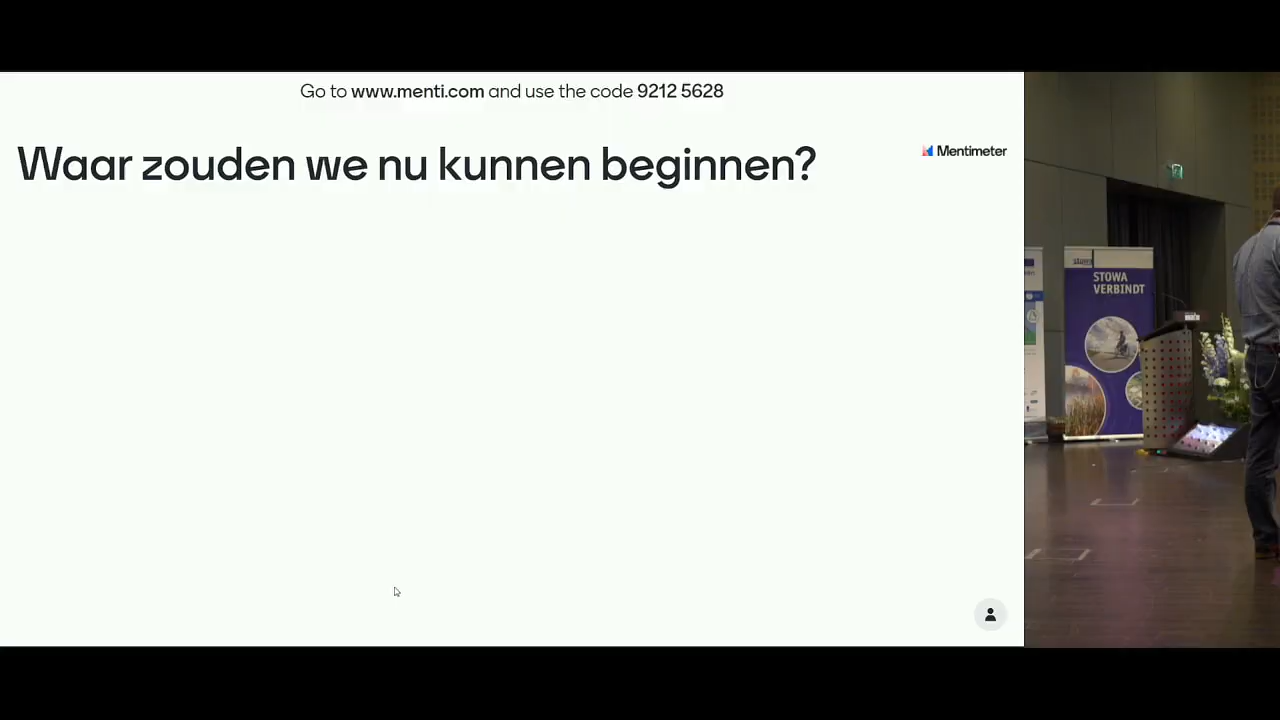 Go to www.menti.com and use the code 9212 5628
Waar zouden we nu kunnen beginnen?
Mentimeter
stowa
STOWA
VERBINDT